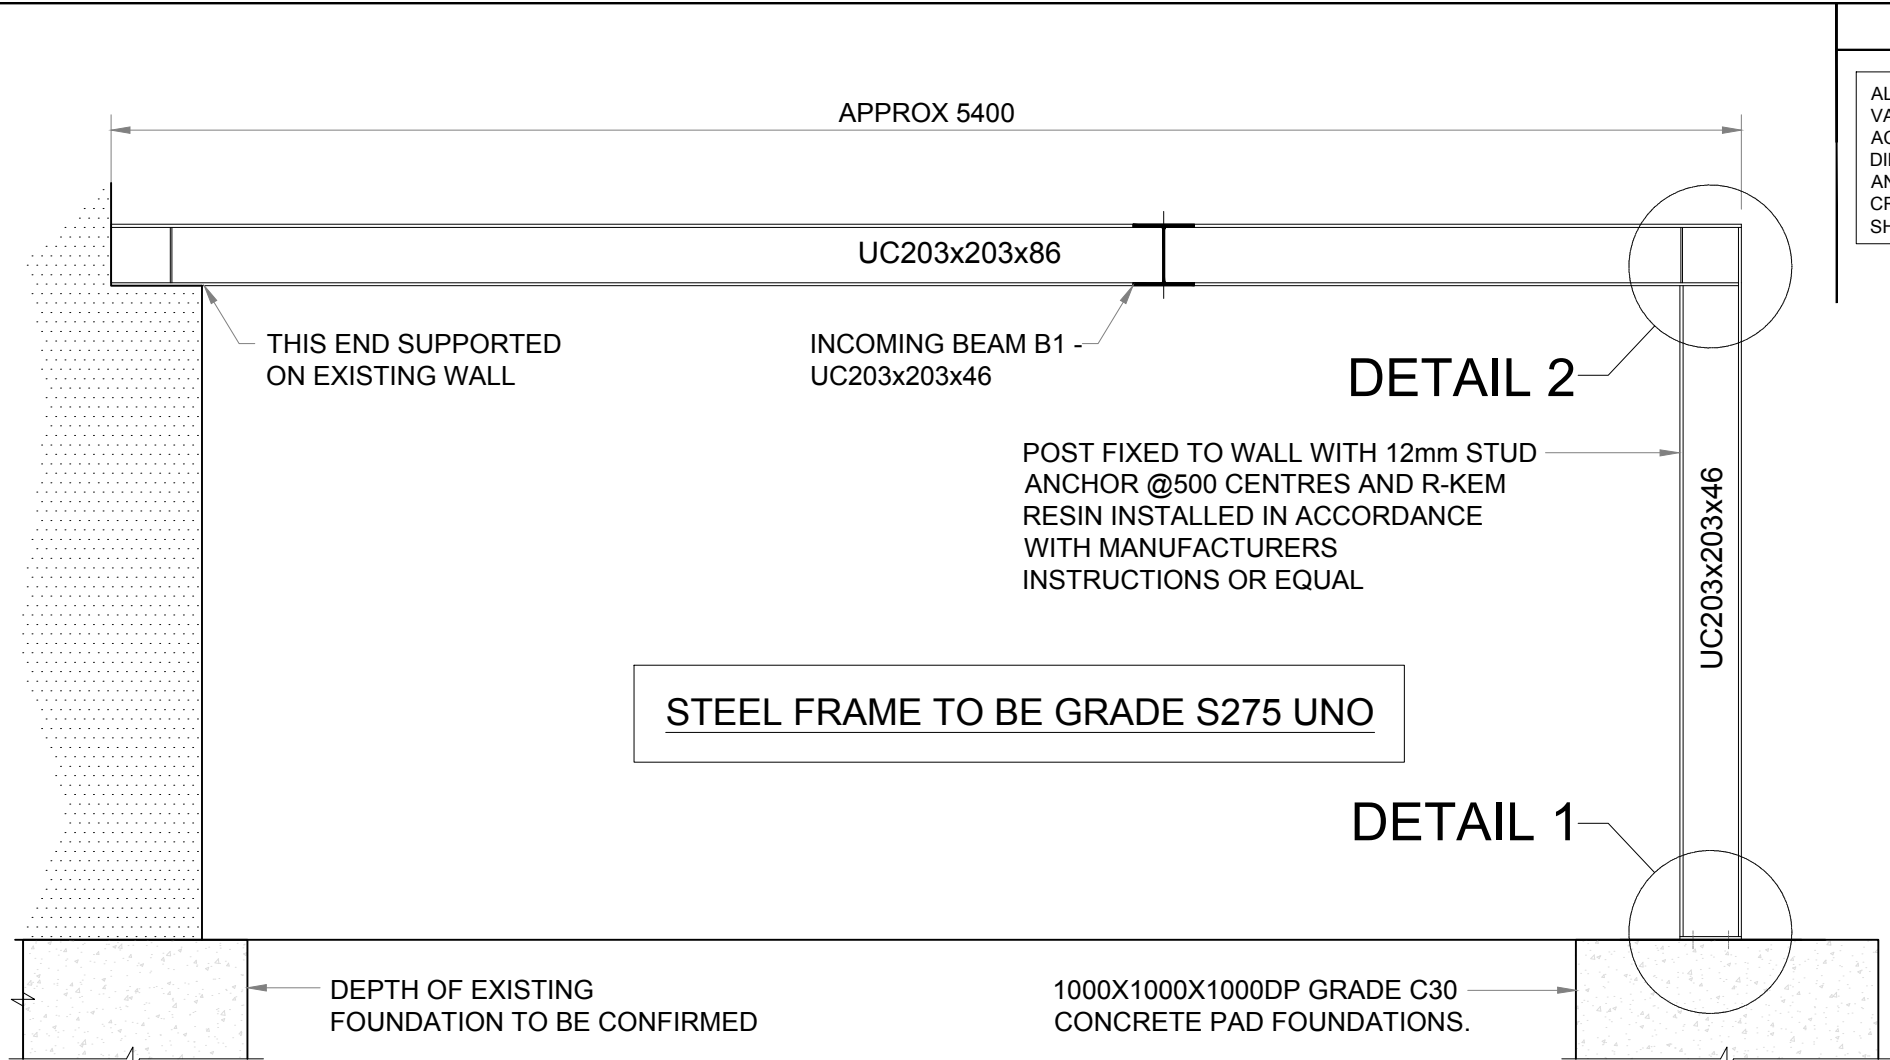 APPROX 5400
UC203x203x86
THIS END SUPPORTED
ON EXISTING WALL
INCOMING BEAM B1 -
UC203x203x46
DETAIL 2
POST FIXED TO WALL WITH 12mm STUD
ANCHOR @500 CENTRES AND R-KEM
RESIN INSTALLED IN ACCORDANCE
WITH MANUFACTURERS
INSTRUCTIONS OR EQUAL
UC203x203x46
STEEL FRAME TO BE GRADE S275 UNO
DETAIL 1
DEPTH OF EXISTING
FOUNDATION TO BE CONFIRMED
1000X1000X1000DP GRADE C30
CONCRETE PAD FOUNDATIONS.